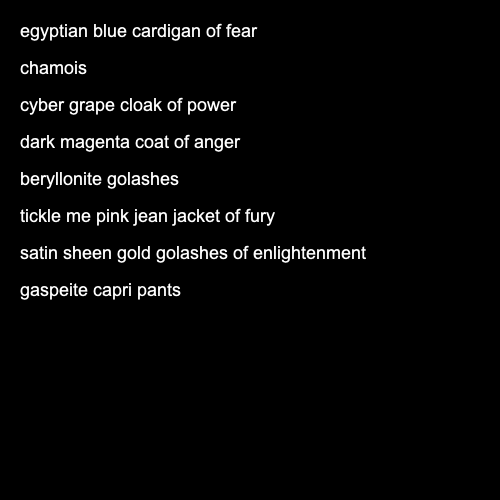 egyptian blue cardigan of fear
chamois
cyber grape cloak of power
dark magenta coat of anger
beryllonite golashes
tickle me pink jean jacket of fury
satin sheen gold golashes of enlightenment
gaspeite capri pants